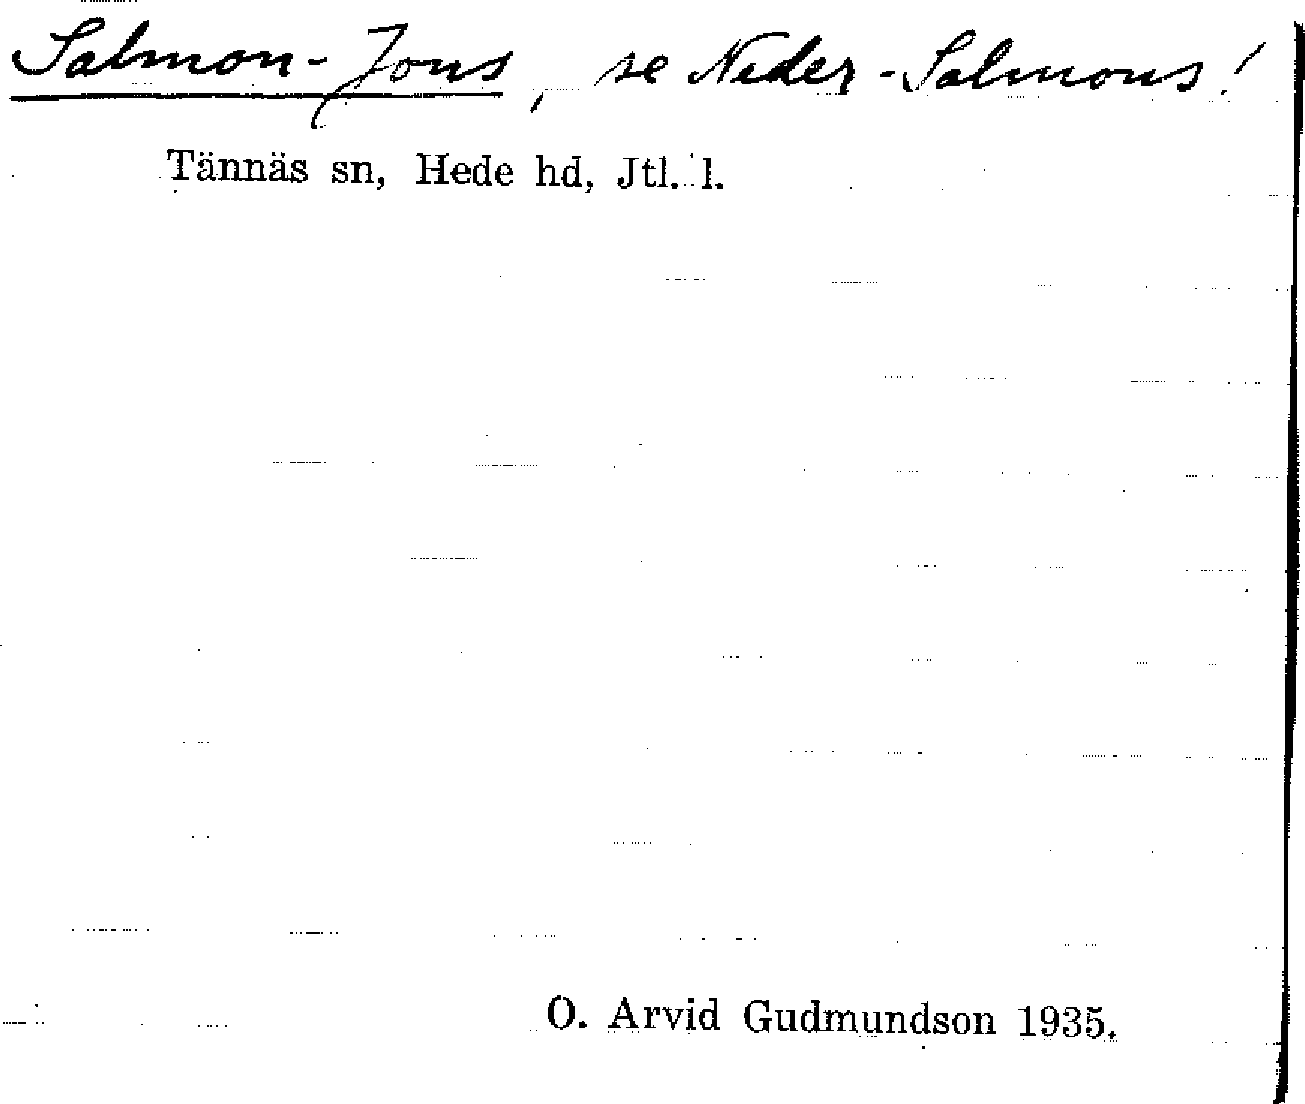 Salmon-Jons, se Neder-Salmons!
Tännäs sn, Hede hd, Jtl. l.
O. Arvid Gudmundson 1935.